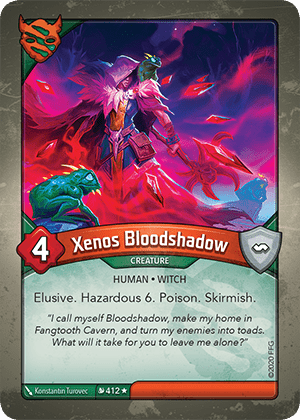 4
Xenos Bloodshadow
CREATURE
HUMAN • WITCH
Elusive. Hazardous 6. Poison. Skirmish.
"I call myself Bloodshadow, make my home in
Fangtooth Cavern, and turn my enemies into toads.
What will it take for you to leave me alone?"
©2020 FFG
Konstantin Turovec
412 ★